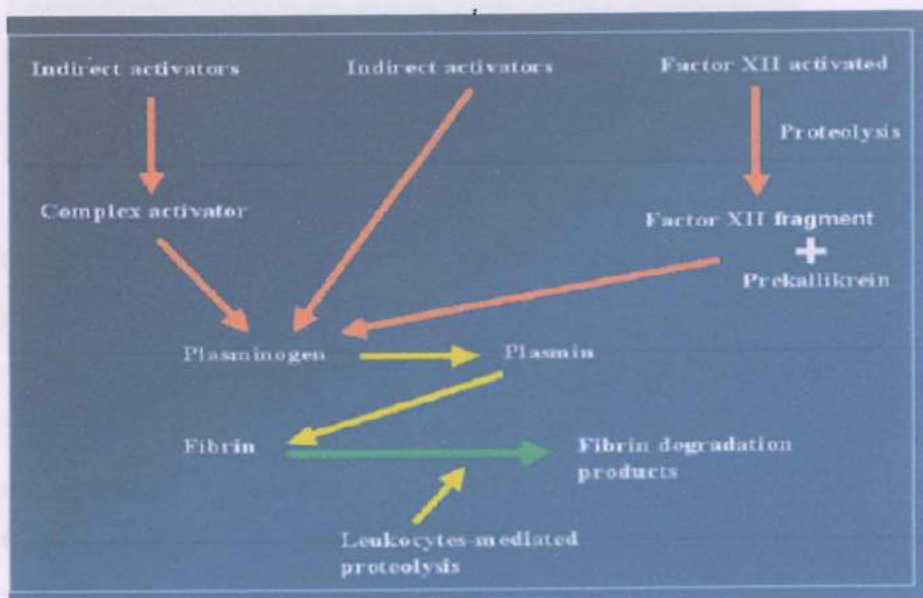 Indirect activators
Indirect activators
Factor XII activated
Proteolysis
Complex activator
Factor XII fragment
+
Prekallikrein
Plasminogen
Plasmin
Fibrin
Fibrin degradation
products
Leukocytes-mediated
proteolysis